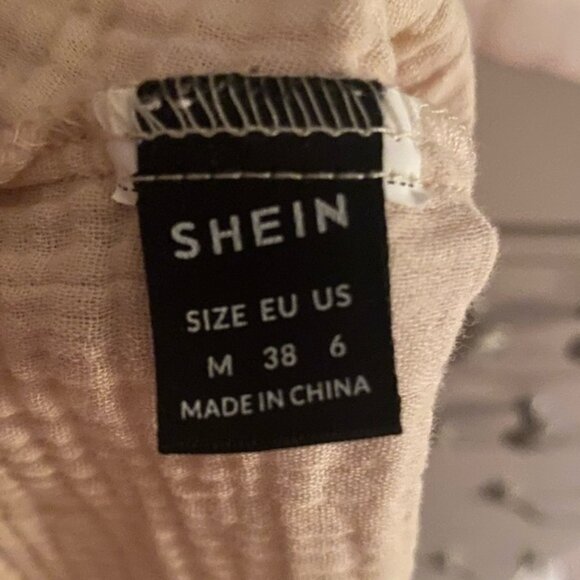 SHEIN
SIZE EU US
M 38 6
MADE IN CHINA